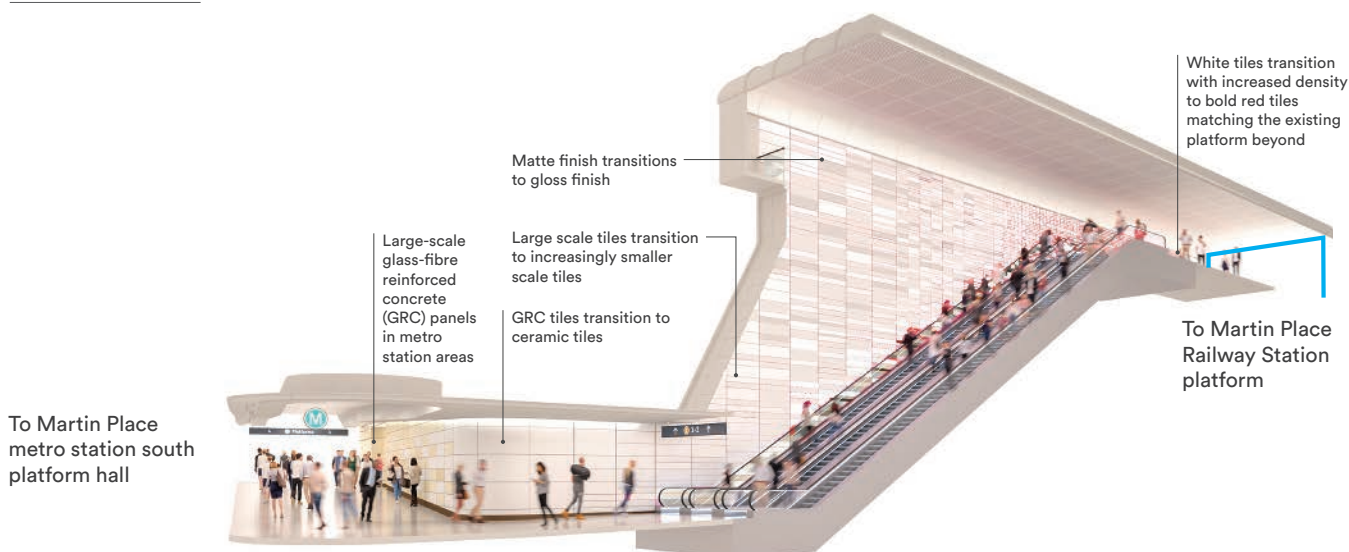 White tiles transition
with increased density
to bold red tiles
matching the existing
platform beyond
Matte finish transitions
to gloss finish
Large-scale
glass-fibre
reinforced
concrete
(GRC) panels
in metro
station areas
Large scale tiles transition
to increasingly smaller
scale tiles
GRC tiles transition to
ceramic tiles
To Martin Place
Railway Station
platform
To Martin Place
metro station south
platform hall
M